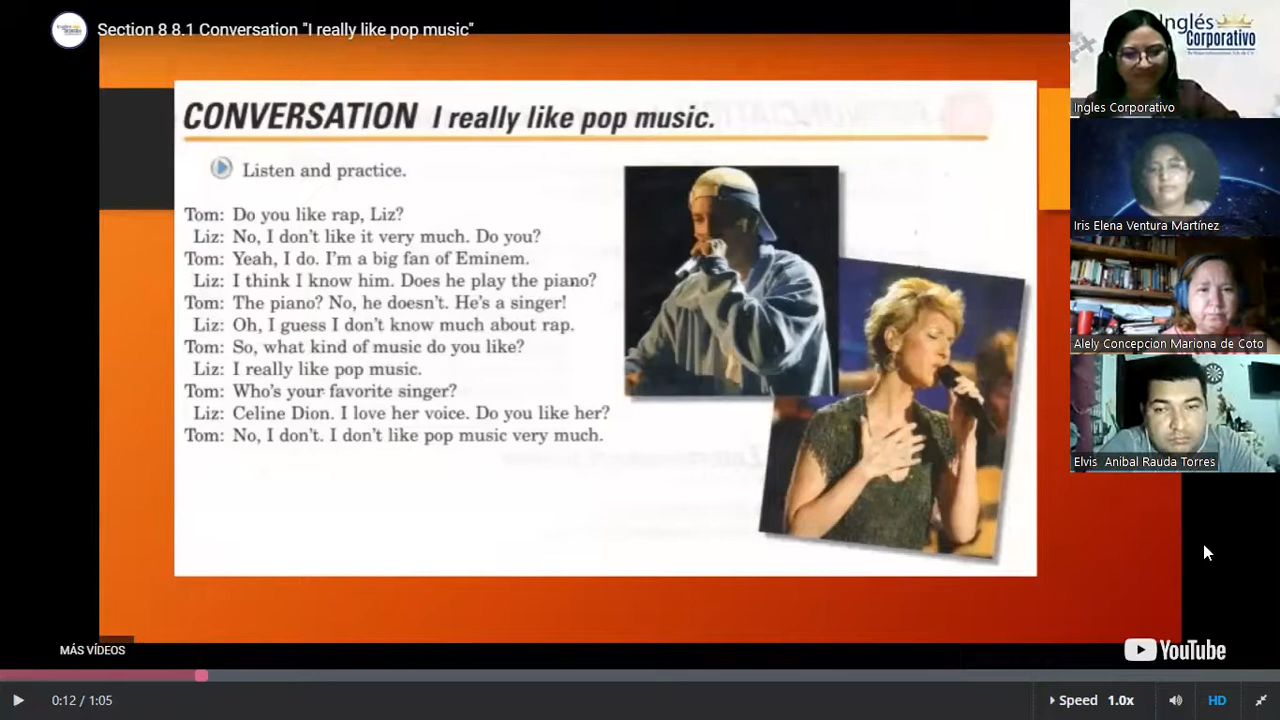 Section 8 8.1 Conversation "I really like pop music"
CONVERSATION I really like pop music.
Listen and practice.
Tom: Do you like rap, Liz?
Liz: No, I don't like it very much. Do you?
Tom: Yeah, I do. I'm a big fan of Eminem.
Liz: I think I know him. Does he play the piano?
Tom: The piano? No, he doesn't. He's a singer!
Liz: Oh, I guess I don't know much about rap.
Tom: So, what kind of music do you like?
Liz: I really like pop music.
Tom: Who's your favorite singer?
Liz: Celine Dion. I love her voice. Do you like her?
Tom: No, I don't. I don't like pop music very much.
Inglés
Corporativo
Ingles Corporativo
Iris Elena Ventura Martínez
Alely Concepcion Mariona de Coto
Elvis Anibal Rauda Torres
MÁS VÍDEOS
YouTube
0:12 / 1:05
Speed 1.0x
HD